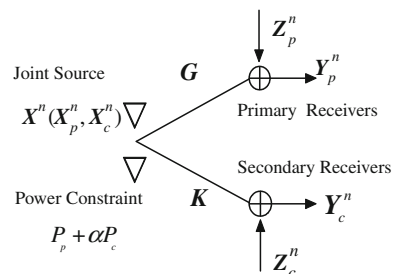 Z_p^n
Joint Source
G
Y_p^n
X^n(X_p^n, X_c^n)
Primary Receivers
Secondary Receivers
Power Constraint
K
Y_c^n
P_p + αP_c
Z_c^n